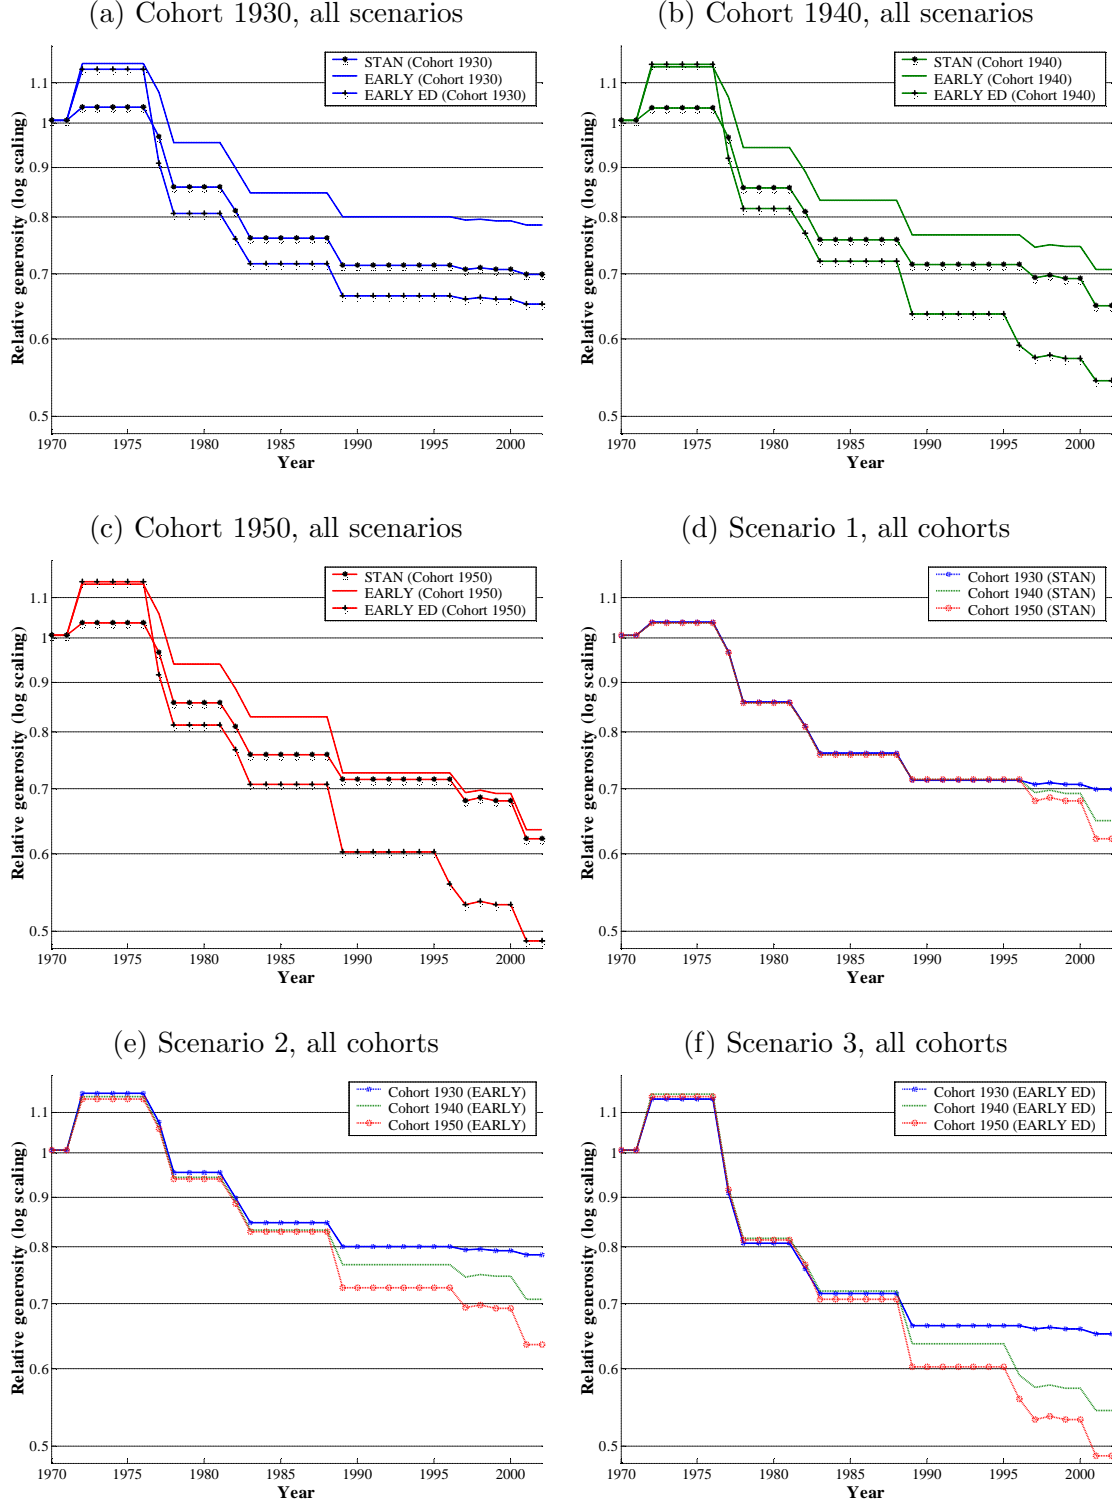 (a) Cohort 1930, all scenarios
Relative generosity (log scaling)
1.1
1
0.9
0.8
0.7
0.6
0.5
STAN (Cohort 1930)
EARLY (Cohort 1930)
EARLY ED (Cohort 1930)
1970 1975 1980 1985 1990 1995 2000
Year
(b) Cohort 1940, all scenarios
Relative generosity (log scaling)
1.1
1
0.9
0.8
0.7
0.6
0.5
STAN (Cohort 1940)
EARLY (Cohort 1940)
EARLY ED (Cohort 1940)
1970 1975 1980 1985 1990 1995 2000
Year
(c) Cohort 1950, all scenarios
Relative generosity (log scaling)
1.1
1
0.9
0.8
0.7
0.6
0.5
STAN (Cohort 1950)
EARLY (Cohort 1950)
EARLY ED (Cohort 1950)
1970 1975 1980 1985 1990 1995 2000
Year
(d) Scenario 1, all cohorts
Relative generosity (log scaling)
1.1
1
0.9
0.8
0.7
0.6
0.5
Cohort 1930 (STAN)
Cohort 1940 (STAN)
Cohort 1950 (STAN)
1970 1975 1980 1985 1990 1995 2000
Year
(e) Scenario 2, all cohorts
Relative generosity (log scaling)
1.1
1
0.9
0.8
0.7
0.6
0.5
Cohort 1930 (EARLY)
Cohort 1940 (EARLY)
Cohort 1950 (EARLY)
1970 1975 1980 1985 1990 1995 2000
Year
(f) Scenario 3, all cohorts
Relative generosity (log scaling)
1.1
1
0.9
0.8
0.7
0.6
0.5
Cohort 1930 (EARLY ED)
Cohort 1940 (EARLY ED)
Cohort 1950 (EARLY ED)
1970 1975 1980 1985 1990 1995 2000
Year